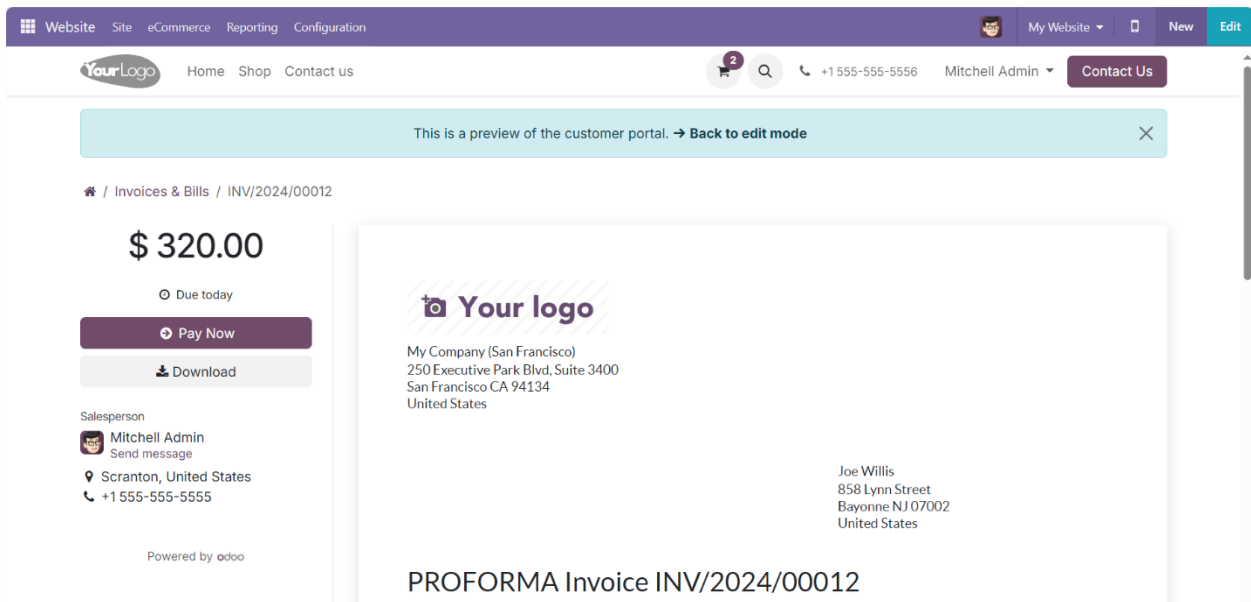 Website Site eCommerce Reporting Configuration My Website New Edit
YourLogo Home Shop Contact us 2 +1 555-555-5556 Mitchell Admin Contact Us
This is a preview of the customer portal. → Back to edit mode
/ Invoices & Bills / INV/2024/00012
$ 320.00
Due today
Pay Now
Download
Salesperson
Mitchell Admin
Send message
Scranton, United States
+1 555-555-5555
Powered by odoo
Your logo
My Company (San Francisco)
250 Executive Park Blvd, Suite 3400
San Francisco CA 94134
United States
Joe Willis
858 Lynn Street
Bayonne NJ 07002
United States
PROFORMA Invoice INV/2024/00012